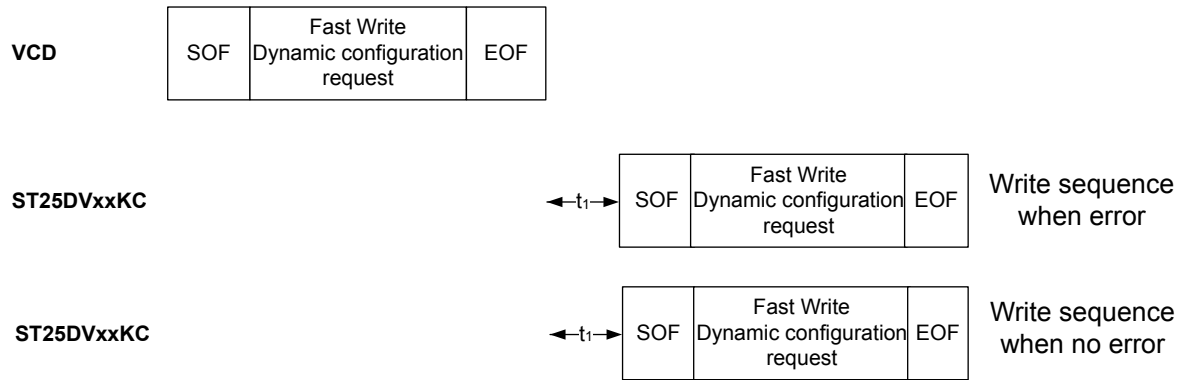 VCD
SOF
Fast Write
Dynamic configuration
request
EOF
ST25DVxxKC
t1
SOF
Fast Write
Dynamic configuration
request
EOF
Write sequence
when error
ST25DVxxKC
t1
SOF
Fast Write
Dynamic configuration
request
EOF
Write sequence
when no error